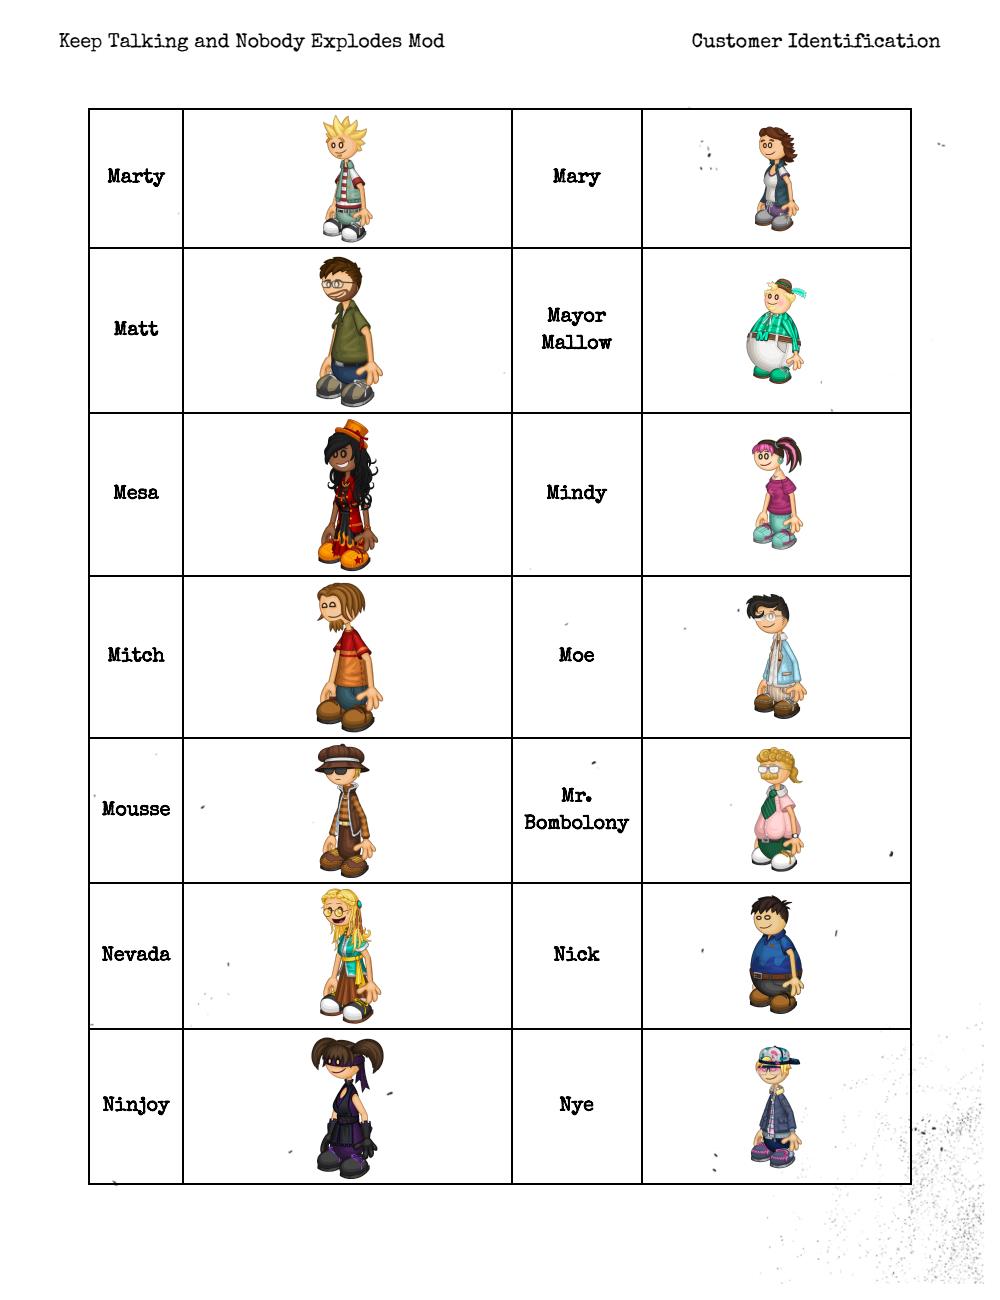 Keep Talking and Nobody Explodes Mod
Customer Identification
Marty
Mary
Matt
Mayor
Mallow
Mesa
Mindy
Mitch
Moe
Mousse
Mr.
Bombolony
Nevada
Nick
Ninjoy
Nye